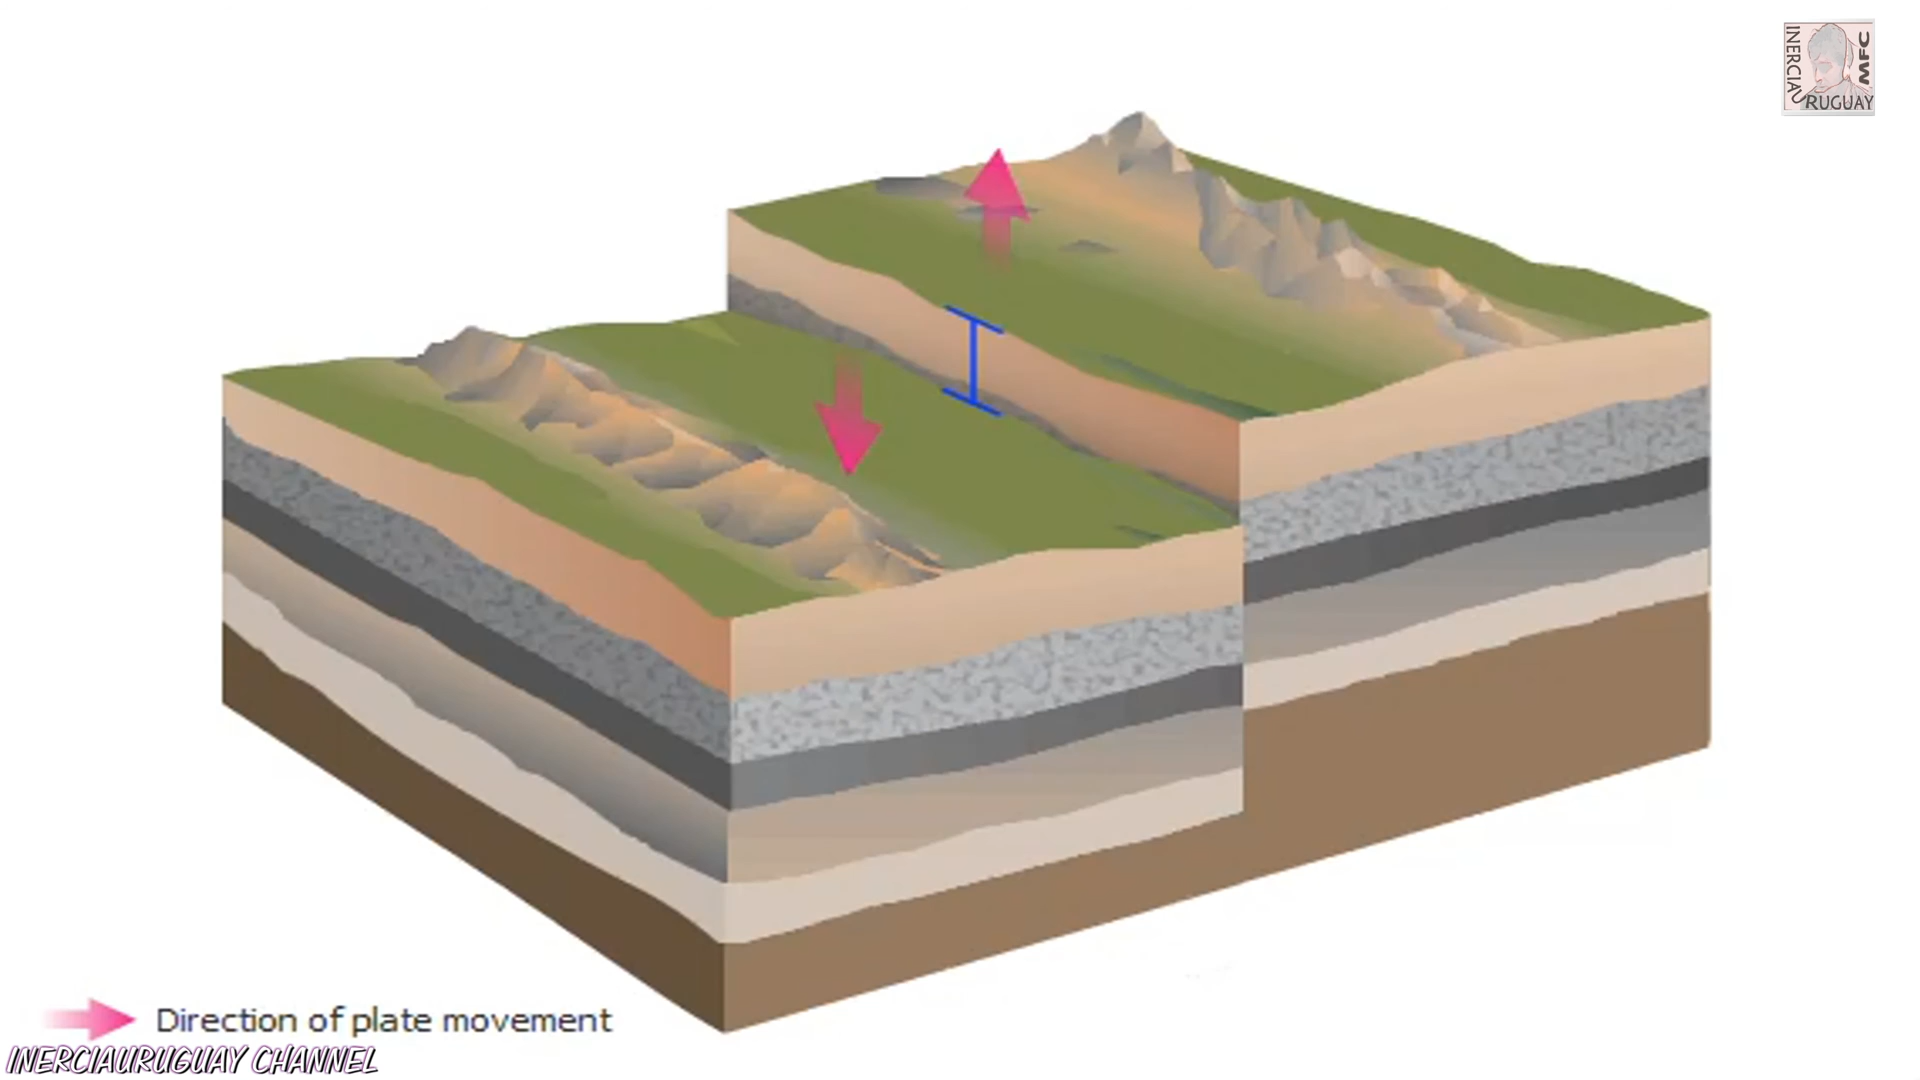 INERCIA
URUGUAY
MFC
Direction of plate movement
INERCIAURUGUAY CHANNEL